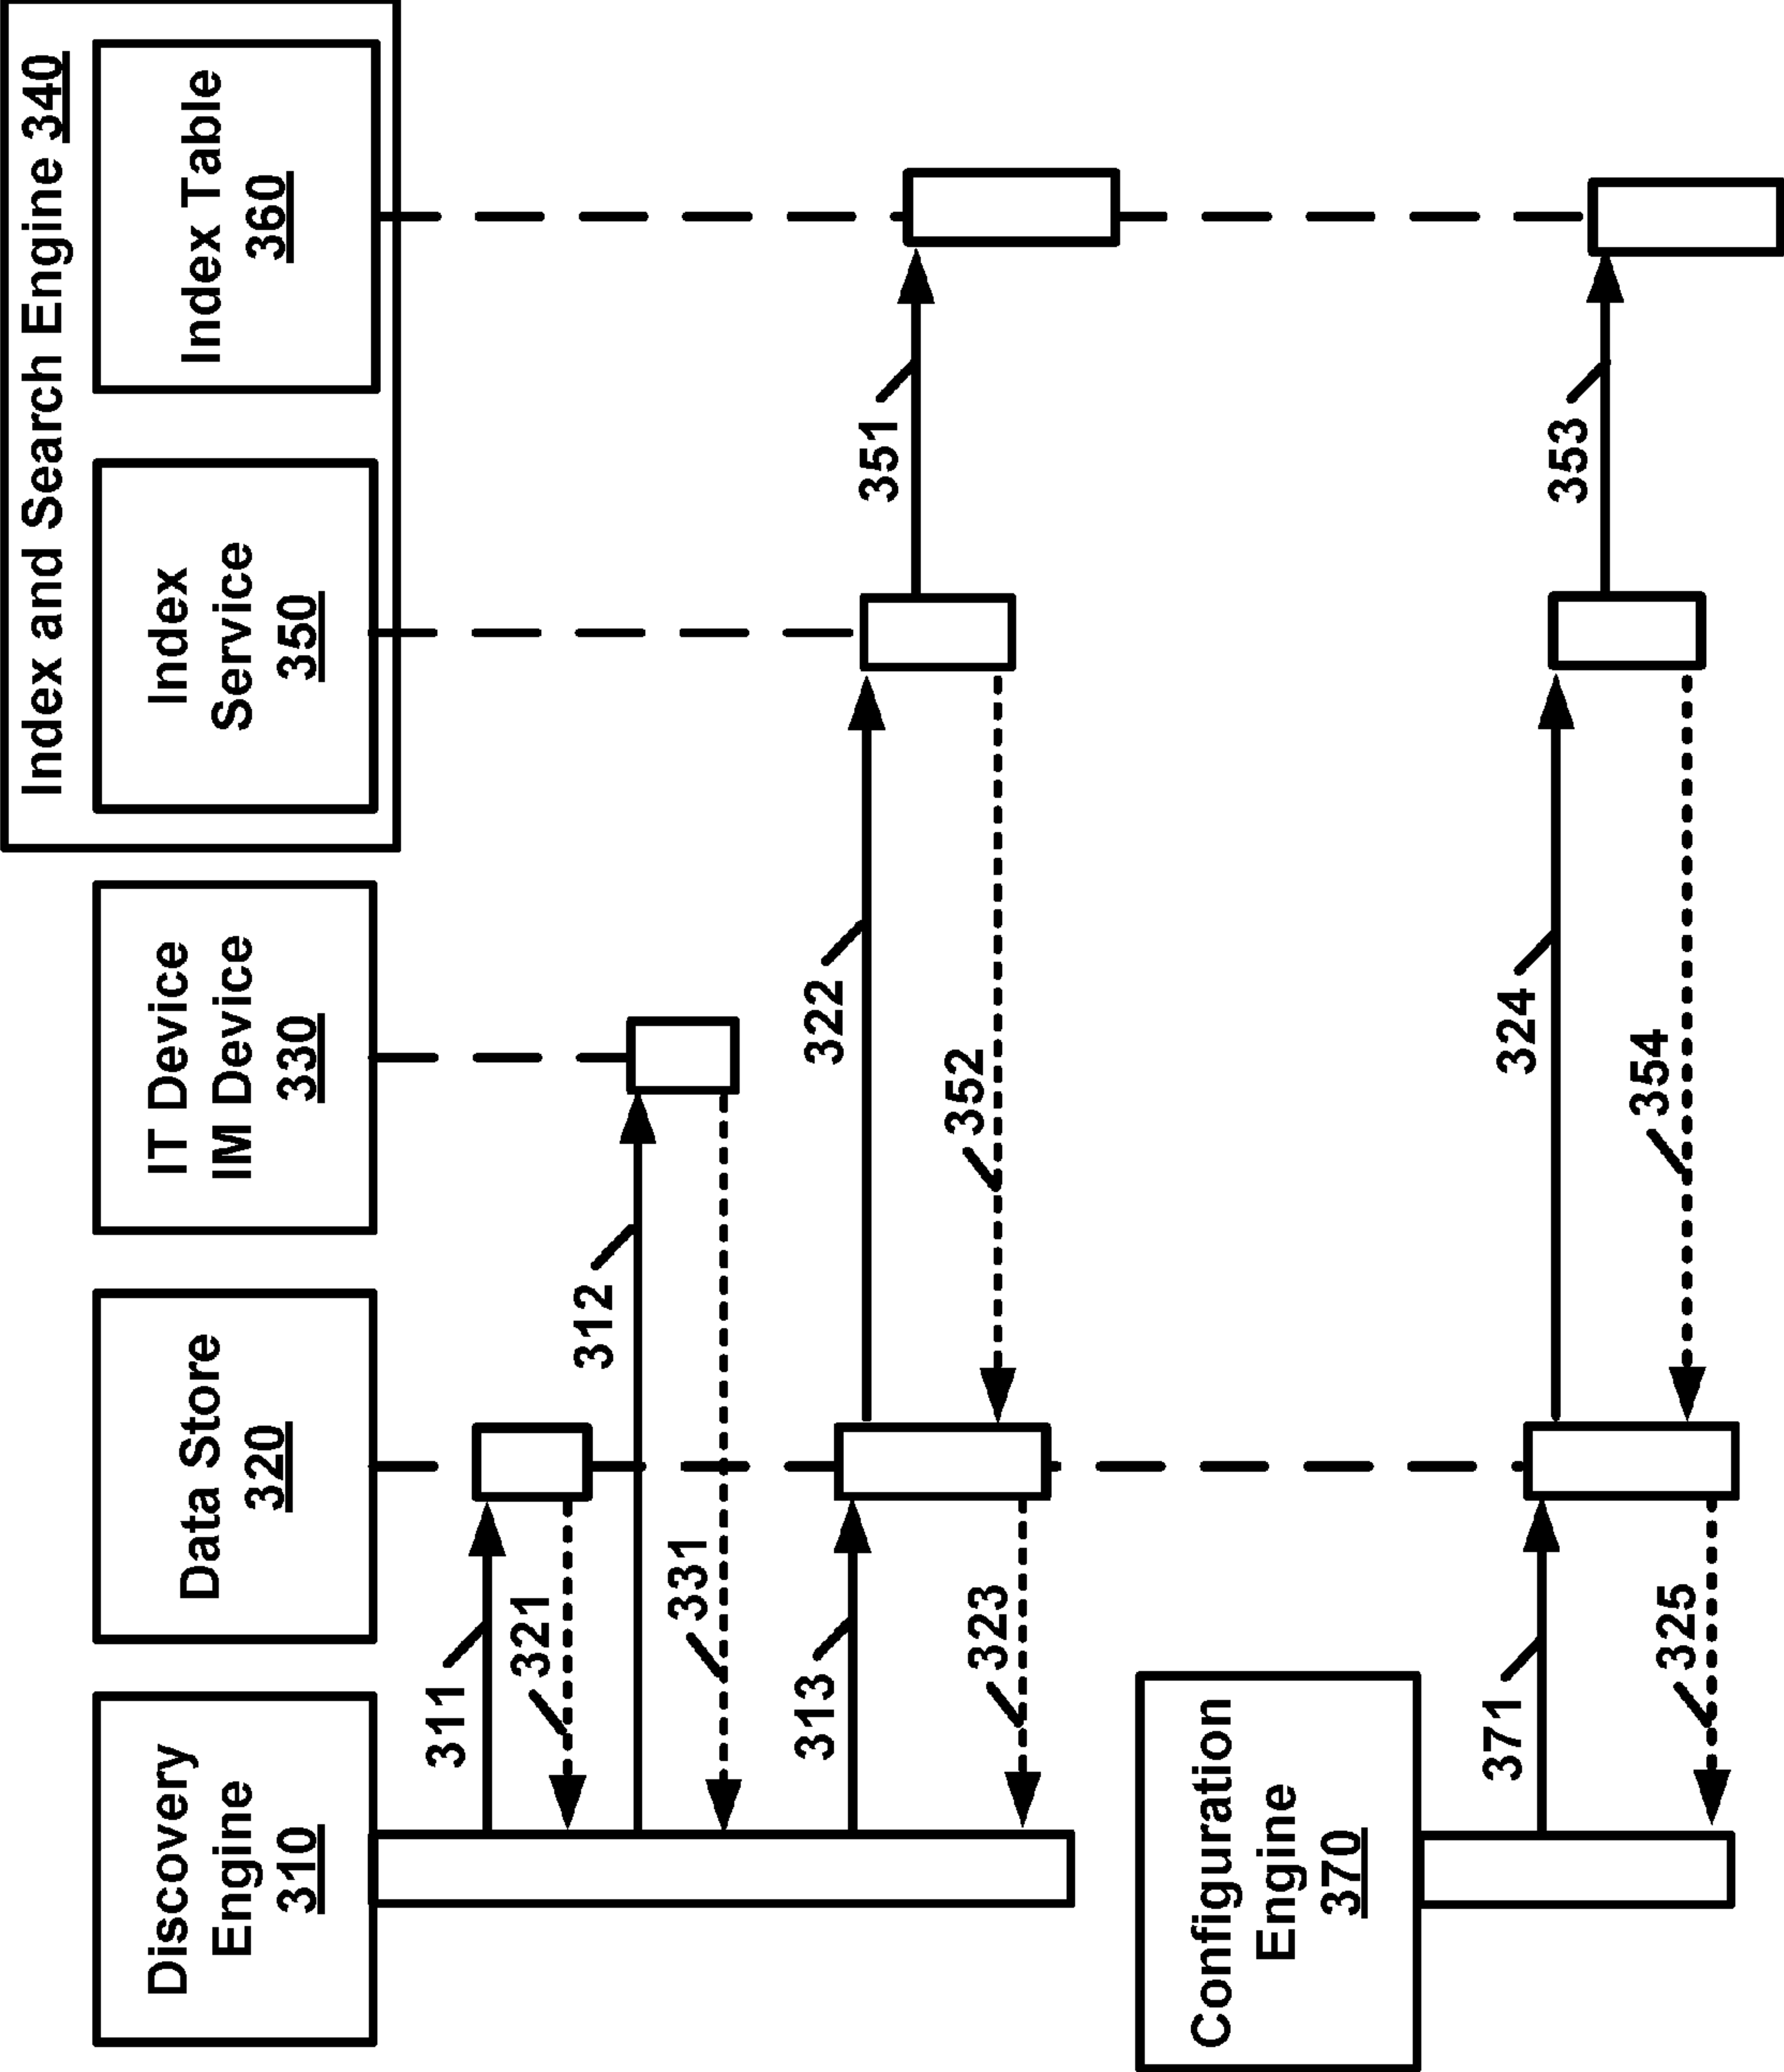 Index and Search Engine 340
Discovery
Engine
310
Data Store
320
IT Device
IM Device
330
Index
Service
350
Index Table
360
311
321
312
331
313
322
351
352
323
Configuration
Engine
370
371
324
353
354
325